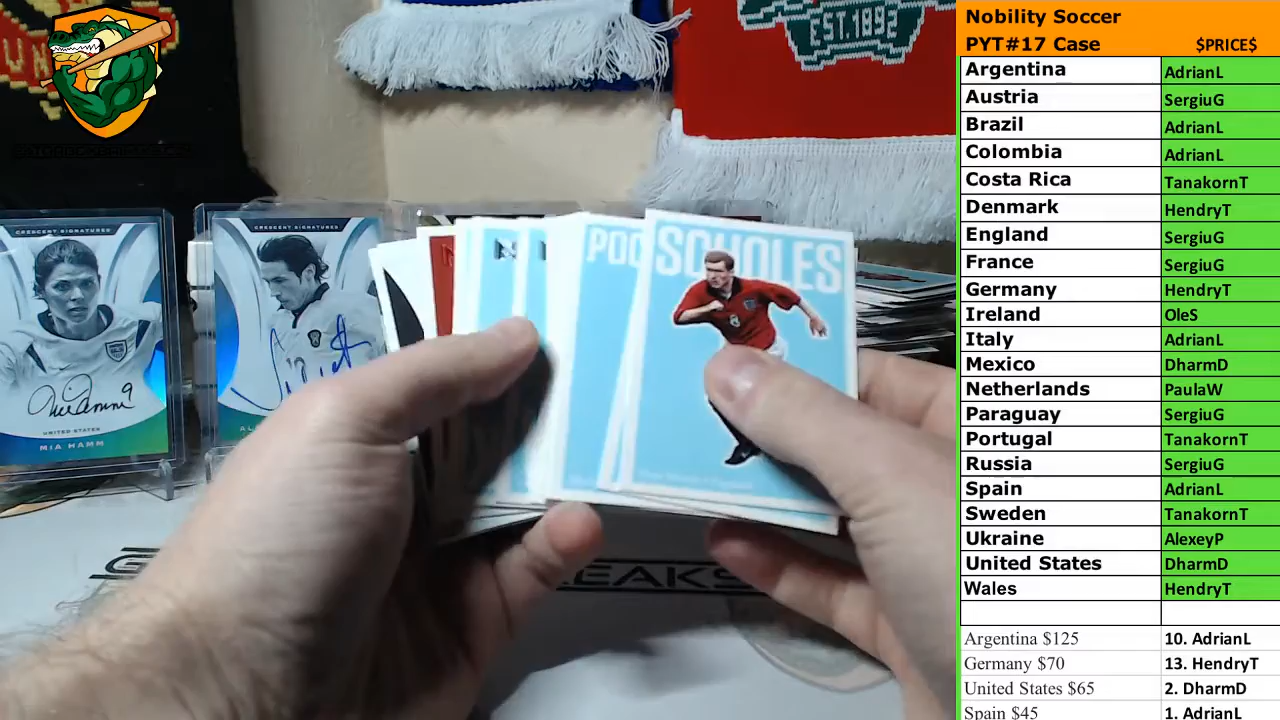 EST.1892
CRESCENT SIGNATURES
UNITED STATES
MIA HAMM
CRESCENT SIGNATURES
POD
SCHOLES
8
REAKS
Nobility Soccer
PYT#17 Case $PRICE$
Argentina AdrianL
Austria SergiuG
Brazil AdrianL
Colombia AdrianL
Costa Rica TanakornT
Denmark HendryT
England SergiuG
France SergiuG
Germany HendryT
Ireland OleS
Italy AdrianL
Mexico DharmD
Netherlands PaulaW
Paraguay SergiuG
Portugal TanakornT
Russia SergiuG
Spain AdrianL
Sweden TanakornT
Ukraine AlexeyP
United States DharmD
Wales HendryT
Argentina $125 10. AdrianL
Germany $70 13. HendryT
United States $65 2. DharmD
Spain $45 1. AdrianL